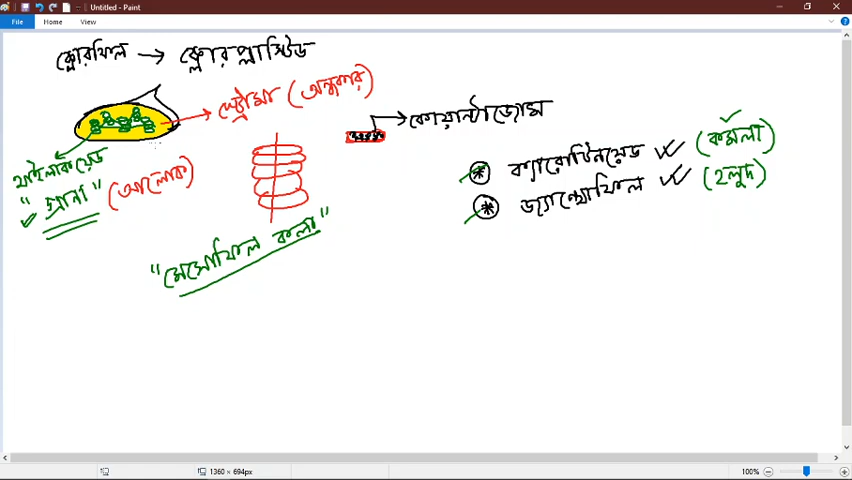 Untitled - Paint
File Home View
ক্লোরফিল → ক্লোরপ্লাস্টিড
স্ট্রোমা (অন্ধকার)
কোয়ান্টাজোম
থাইলাকয়েড
"গ্রানা" (আলোক)
ক্যারোটিনয়েড (কমলা)
জ্যান্থোফিল (হলুদ)
"মেসোফিল কলা"
1360 × 694px
100%